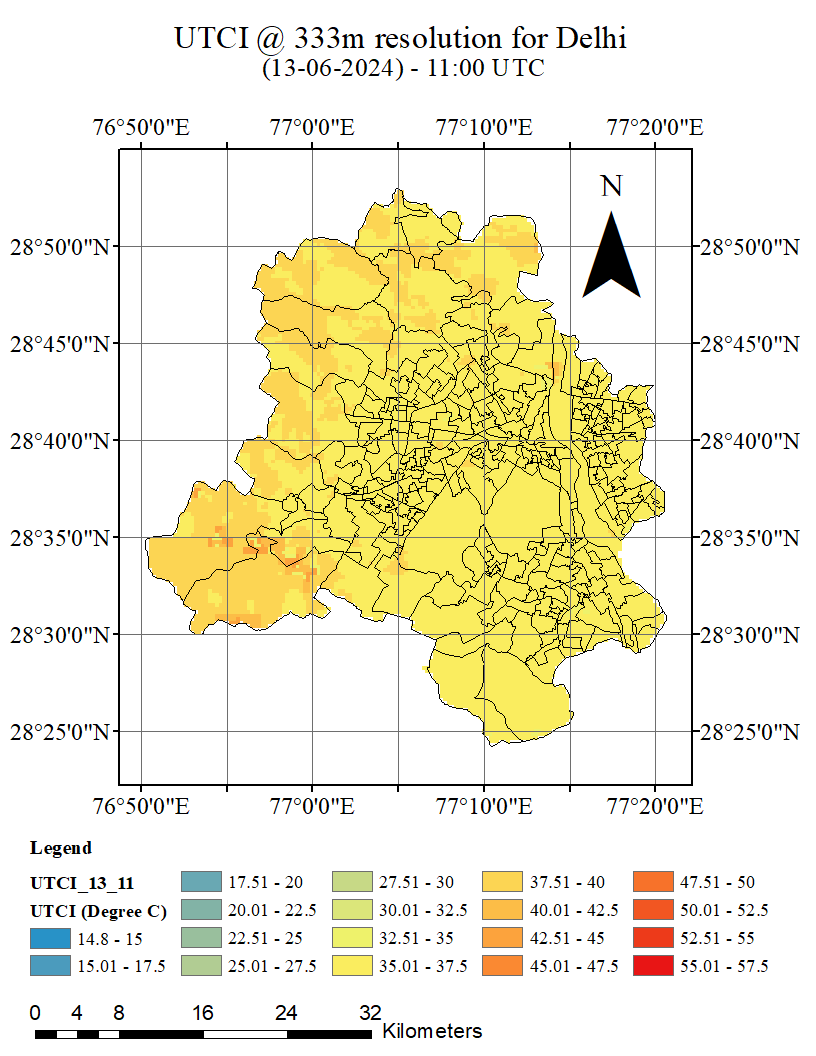 UTCI @ 333m resolution for Delhi
(13-06-2024) - 11:00 UTC
76°50'0"E 77°0'0"E 77°10'0"E 77°20'0"E
N
28°50'0"N 28°50'0"N
28°45'0"N 28°45'0"N
28°40'0"N 28°40'0"N
28°35'0"N 28°35'0"N
28°30'0"N 28°30'0"N
28°25'0"N 28°25'0"N
76°50'0"E 77°0'0"E 77°10'0"E 77°20'0"E
Legend
UTCI_13_11 17.51 - 20 27.51 - 30 37.51 - 40 47.51 - 50
UTCI (Degree C) 20.01 - 22.5 30.01 - 32.5 40.01 - 42.5 50.01 - 52.5
14.8 - 15 22.51 - 25 32.51 - 35 42.51 - 45 52.51 - 55
15.01 - 17.5 25.01 - 27.5 35.01 - 37.5 45.01 - 47.5 55.01 - 57.5
0 4 8 16 24 32
Kilometers